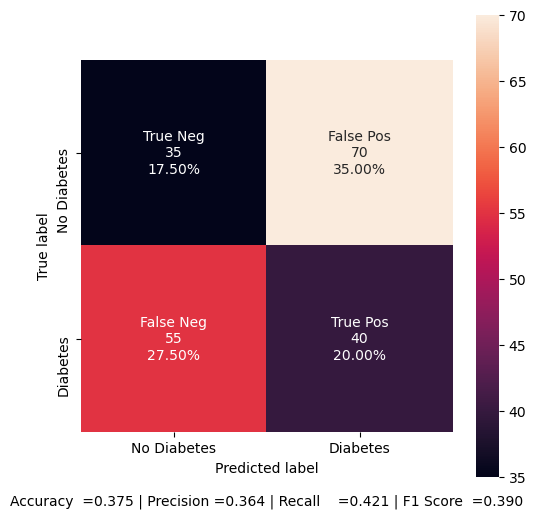 True Neg
35
17.50%
False Pos
70
35.00%
False Neg
55
27.50%
True Pos
40
20.00%
No Diabetes
Diabetes
True label
No Diabetes
Diabetes
Predicted label
Accuracy  =0.375 | Precision =0.364 | Recall    =0.421 | F1 Score  =0.390
70
65
60
55
50
45
40
35